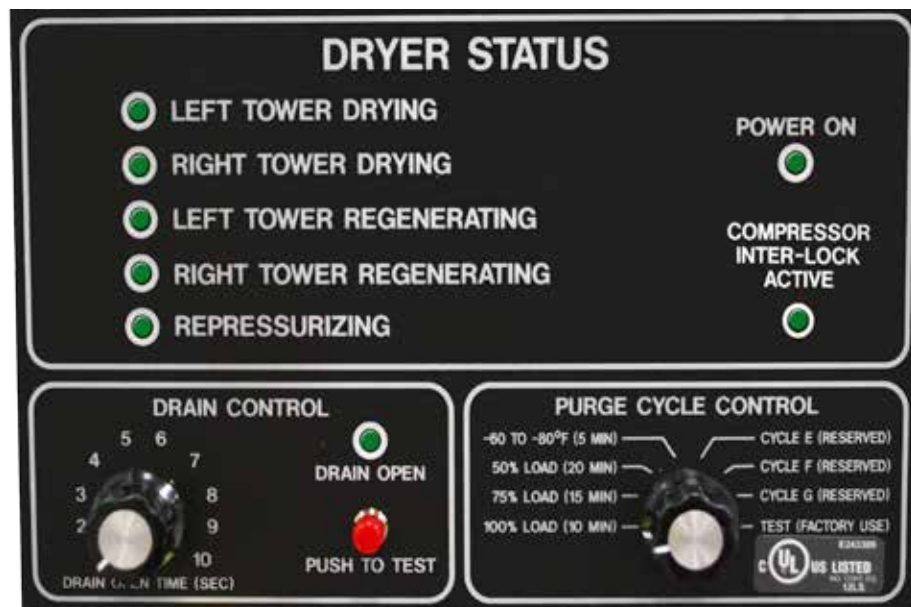 DRYER STATUS
LEFT TOWER DRYING
RIGHT TOWER DRYING
LEFT TOWER REGENERATING
RIGHT TOWER REGENERATING
REPRESSURIZING
POWER ON
COMPRESSOR
INTER-LOCK
ACTIVE
DRAIN CONTROL
2
3
4
5
6
7
8
9
10
DRAIN TIME (SEC)
DRAIN OPEN
PUSH TO TEST
PURGE CYCLE CONTROL
-60 TO -80°F (5 MIN)
50% LOAD (20 MIN)
75% LOAD (15 MIN)
100% LOAD (10 MIN)
CYCLE E (RESERVED)
CYCLE F (RESERVED)
CYCLE G (RESERVED)
TEST (FACTORY USE)
C UL US LISTED